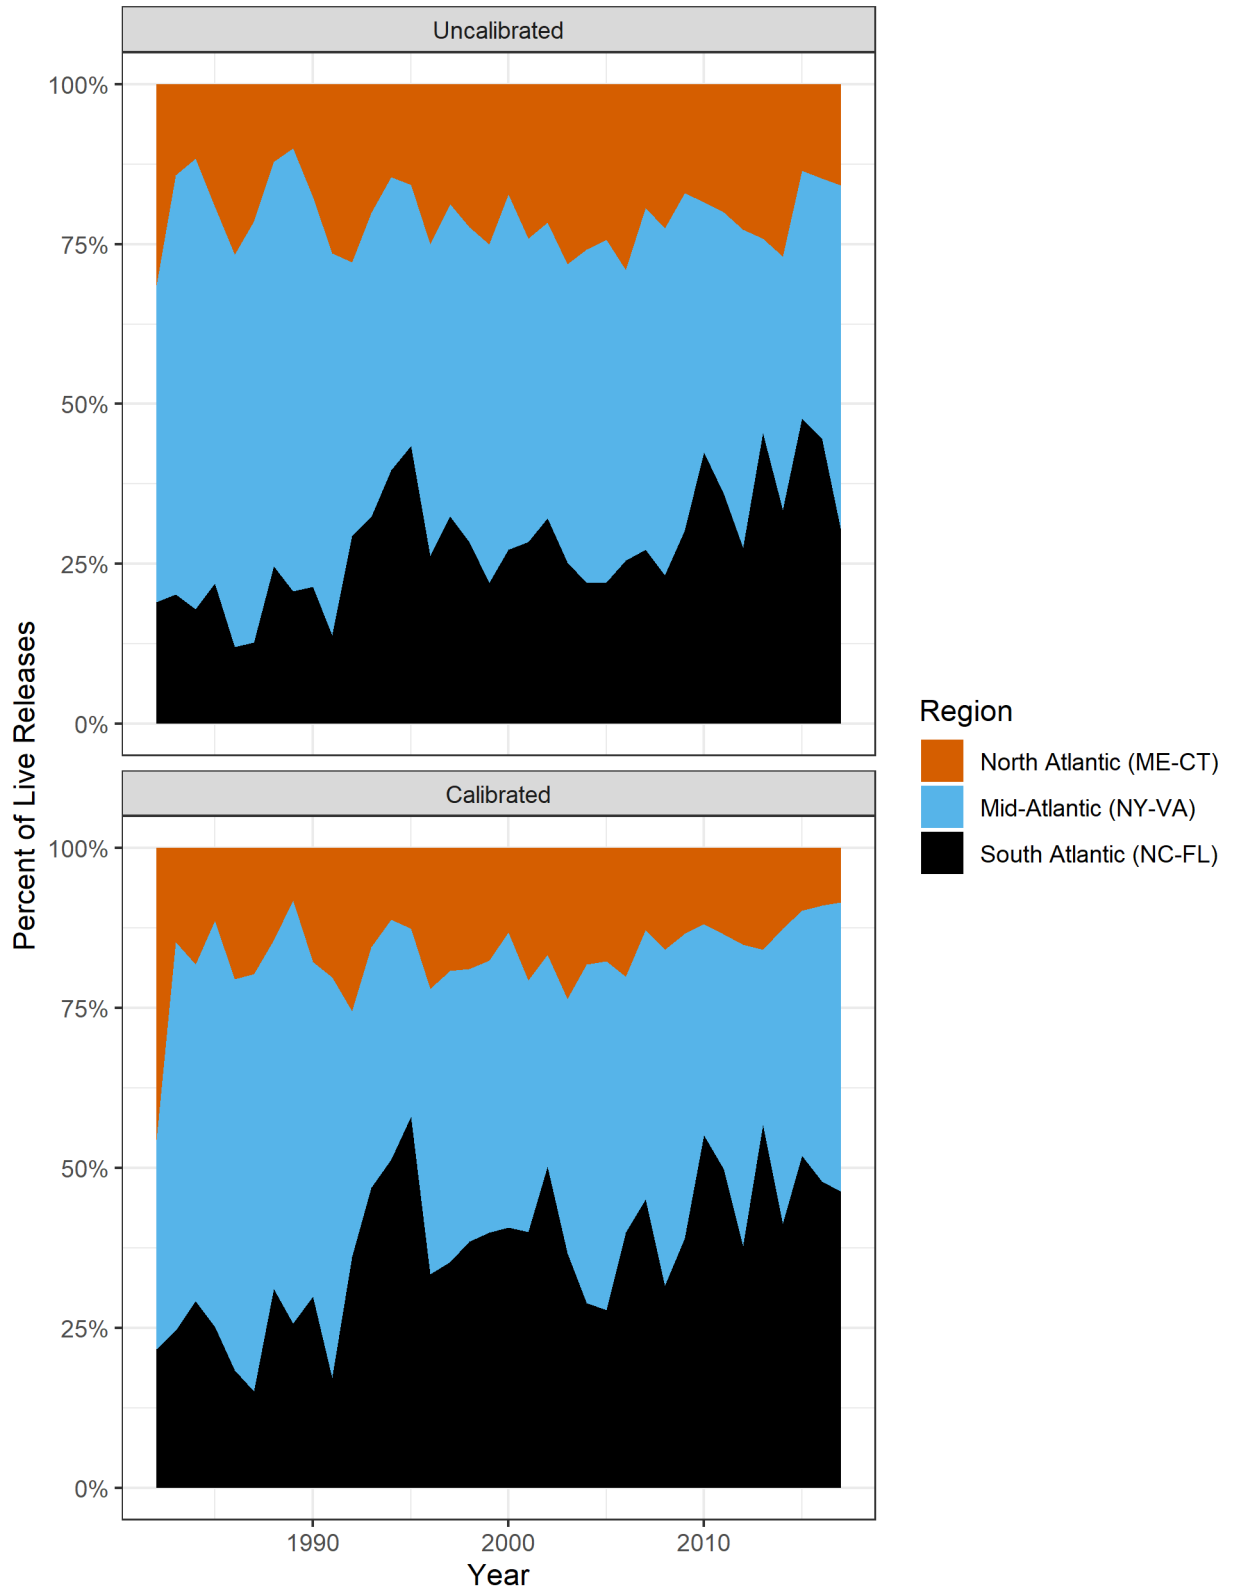 Uncalibrated
100%
75%
50%
25%
0%
Percent of Live Releases
Calibrated
100%
75%
50%
25%
0%
1990 2000 2010
Year
Region
North Atlantic (ME-CT)
Mid-Atlantic (NY-VA)
South Atlantic (NC-FL)